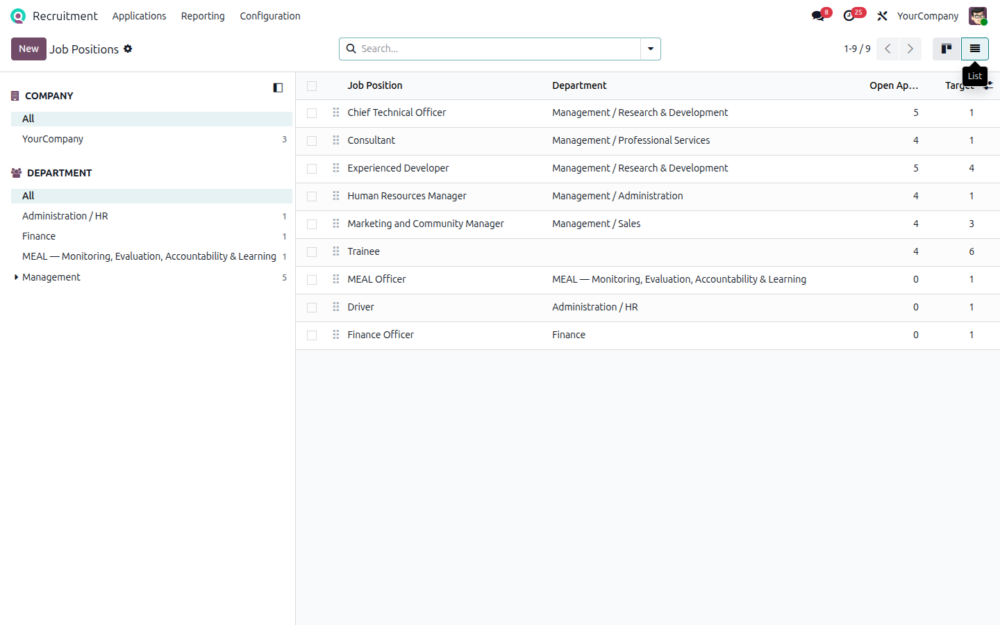 Recruitment Applications Reporting Configuration 8 25 YourCompany
New Job Positions Search... 1-9 / 9
List
COMPANY
All
YourCompany 3
DEPARTMENT
All
Administration / HR 1
Finance 1
MEAL — Monitoring, Evaluation, Accountability & Learning 1
Management 5
Job Position Department Open Ap... Target
Chief Technical Officer Management / Research & Development 5 1
Consultant Management / Professional Services 4 1
Experienced Developer Management / Research & Development 5 4
Human Resources Manager Management / Administration 4 1
Marketing and Community Manager Management / Sales 4 3
Trainee Management / Sales 4 6
MEAL Officer MEAL — Monitoring, Evaluation, Accountability & Learning 0 1
Driver Administration / HR 0 1
Finance Officer Finance 0 1